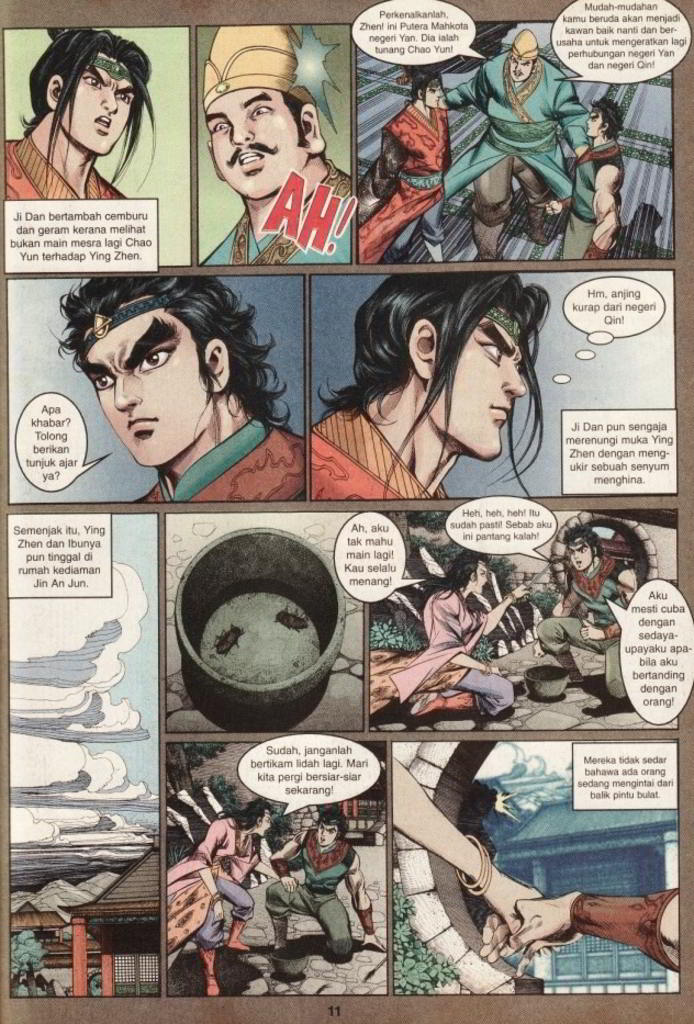 Ji Dan bertambah cemburu
dan geram kerana melihat
bukan main mesra lagi Chao
Yun terhadap Ying Zhen.
AH!
Perkenalkanlah,
Zhen! ini Putera Mahkota
negeri Yan. Dia ialah
tunang Chao Yun!
Mudah-mudahan
kamu berdua akan menjadi
kawan baik nanti dan ber-
usaha untuk mengeratkan lagi
perhubungan negeri Yan
dan negeri Qin!
Apa
khabar?
Tolong
berikan
tunjuk ajar
ya?
Hm, anjing
kurap dari negeri
Qin!
Ji Dan pun sengaja
merenungi muka Ying
Zhen dengan meng-
ukir sebuah senyum
menghina.
Semenjak itu, Ying
Zhen dan Ibunya
pun tinggal di
rumah kediaman
Jin An Jun.
Ah, aku
tak mahu
main lagi!
Kau selalu
menang!
Heh, heh, heh! Itu
sudah pasti! Sebab aku
ini pantang kalah!
Aku
mesti cuba
dengan
sedaya-
upayaku apa-
bila aku
bertanding
dengan
orang!
Sudah, janganlah
bertikam lidah lagi. Mari
kita pergi bersiar-siar
sekarang!
Mereka tidak sedar
bahawa ada orang
sedang mengintai dari
balik pintu bulat.
11